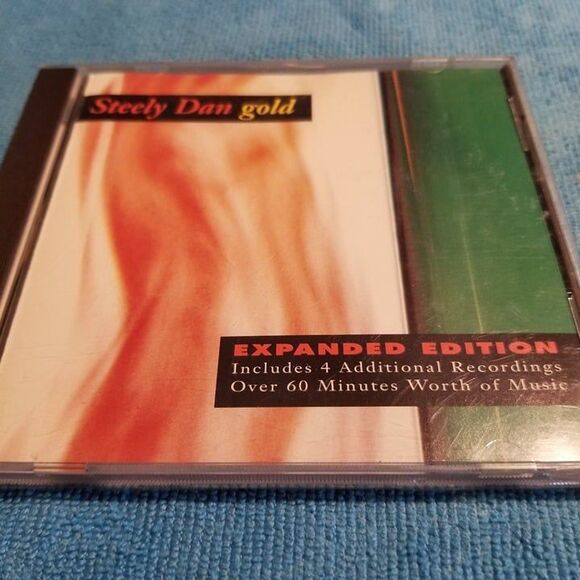 Steely Dan gold
EXPANDED EDITION
Includes 4 Additional Recordings
Over 60 Minutes Worth of Music